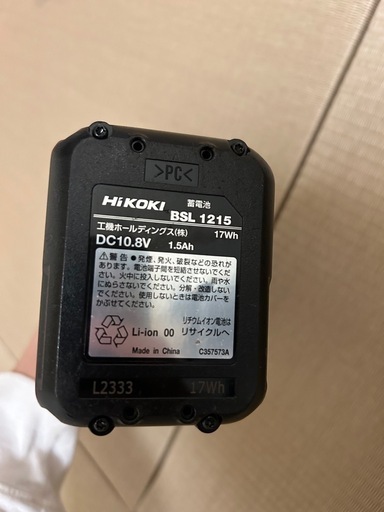 >PC<
HiKOKI 蓄電池
BSL 1215 17Wh
工機ホールディングス(株)
DC10.8V 1.5Ah
警告 ●発煙、発火、破裂などの恐れが
あります。電池端子間を短絡させないでくだ
さい。火中に投入しないでください。雨や水
にさらさないでください。分解・改造しない
でください。使用しないときは電池カバーを
かぶせてください。
リチウムイオン電池は
Li-ion 00 リサイクルへ
Made in China C357573A
L2333 17Wh